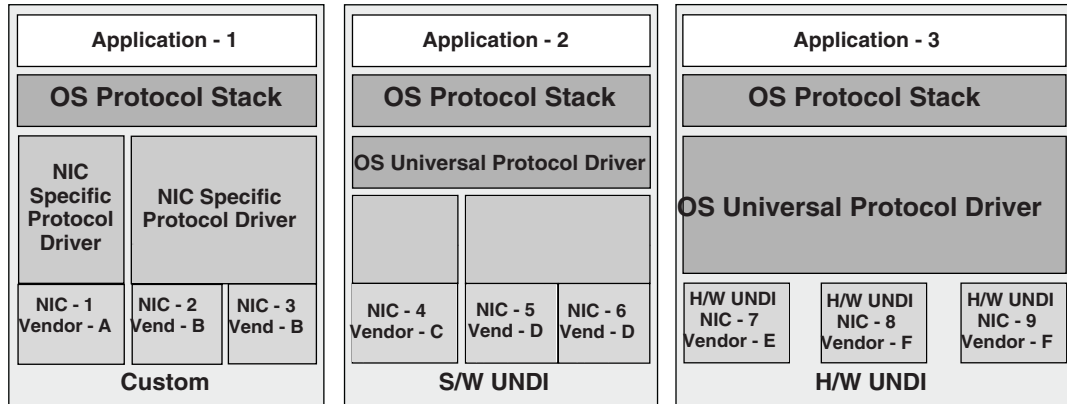 Application - 1
OS Protocol Stack
NIC
Specific
Protocol
Driver
NIC Specific
Protocol Driver
NIC - 1
Vendor - A
NIC - 2
Vend - B
NIC - 3
Vend - B
Custom
Application - 2
OS Protocol Stack
OS Universal Protocol Driver
NIC - 4
Vendor - C
NIC - 5
Vend - D
NIC - 6
Vend - D
S/W UNDI
Application - 3
OS Protocol Stack
OS Universal Protocol Driver
H/W UNDI
NIC - 7
Vendor - E
H/W UNDI
NIC - 8
Vendor - F
H/W UNDI
NIC - 9
Vendor - F
H/W UNDI